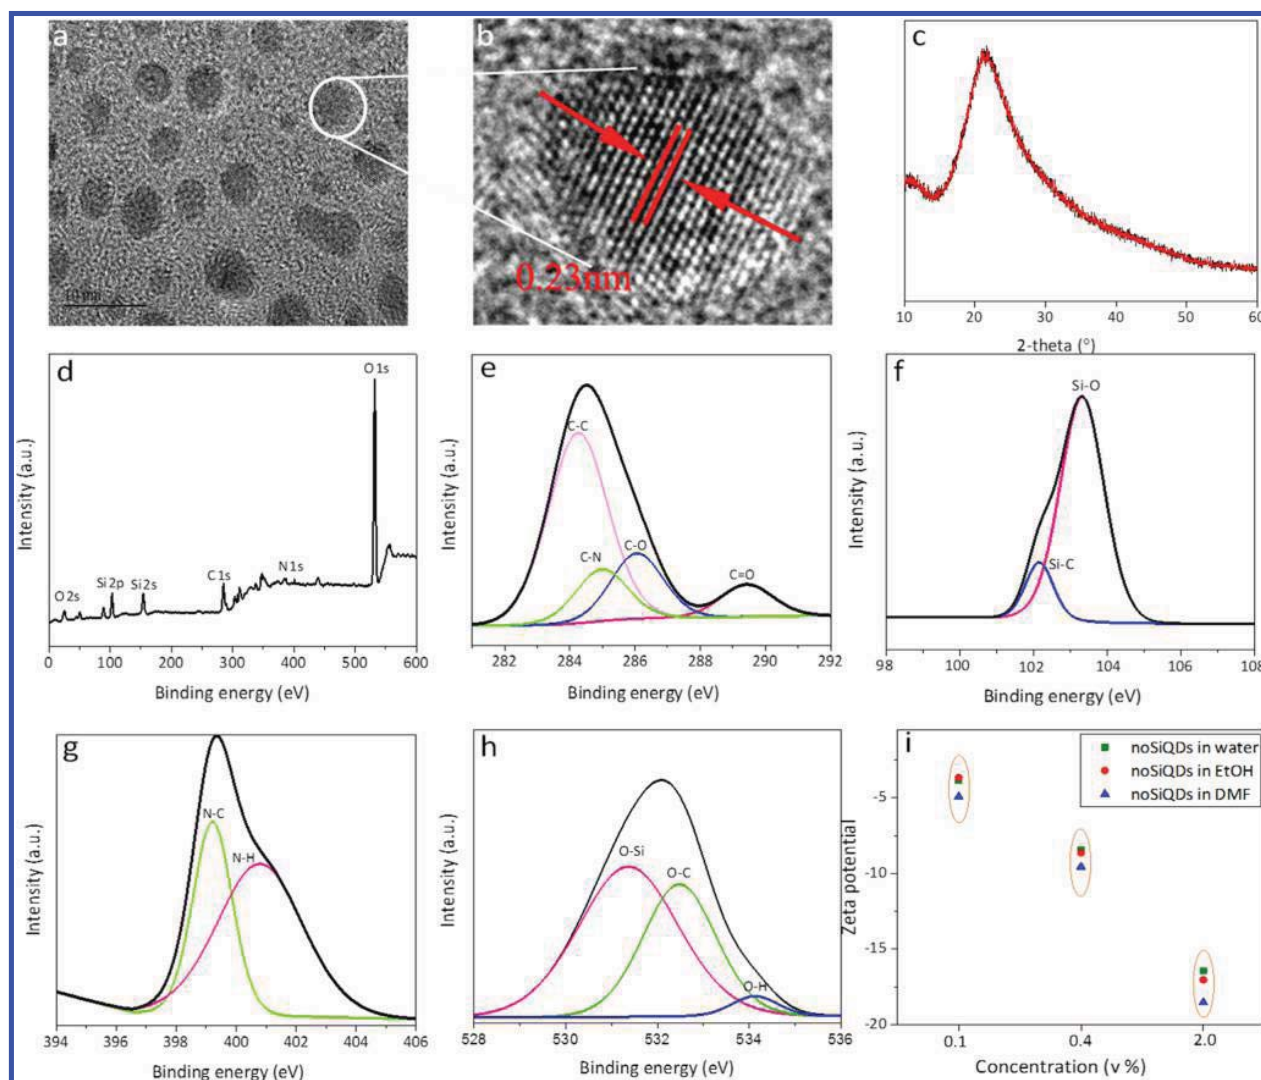 a
10 nm
b
0.23nm
c
10 20 30 40 50 60
2-theta (°)
d
O 1s
O 2s
Si 2p
Si 2s
C 1s
N 1s
Intensity (a.u.)
0 100 200 300 400 500 600
Binding energy (eV)
e
C-C
C-N
C-O
C=O
Intensity (a.u.)
282 284 286 288 290 292
Binding energy (eV)
f
Si-O
Si-C
Intensity (a.u.)
98 100 102 104 106 108
Binding energy (eV)
g
N-C
N-H
Intensity (a.u.)
394 396 398 400 402 404 406
Binding energy (eV)
h
O-Si
O-C
O-H
Intensity (a.u.)
528 530 532 534 536
Binding energy (eV)
i
noSiQDs in water
noSiQDs in EtOH
noSiQDs in DMF
Zeta potential
-5
-10
-15
-20
0.1 0.4 2.0
Concentration (v %)